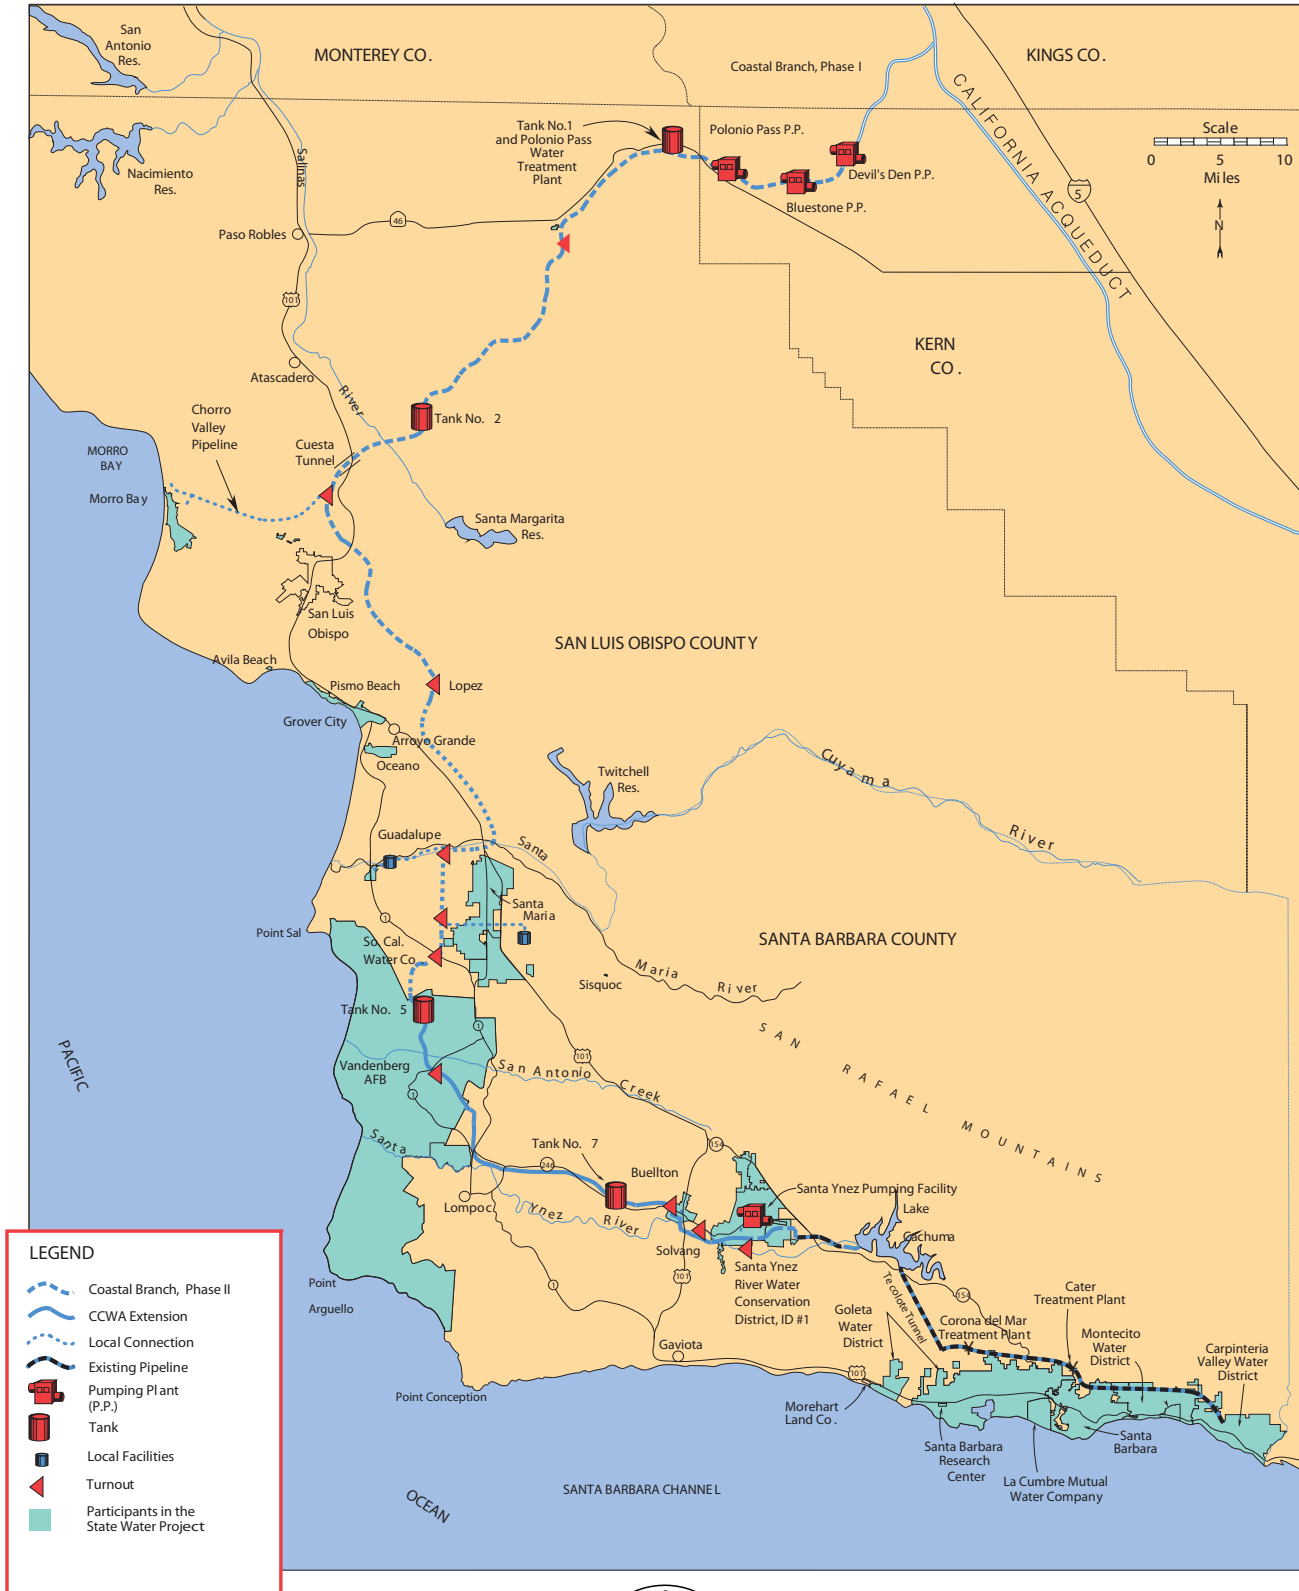 San
Antonio
Res.
MONTEREY CO.
Coastal Branch, Phase I
KINGS CO.
CALIFORNIA ACQUEDUCT
Scale
0 5 10
Miles
N
5
Tank No.1
and Polonio Pass
Water
Treatment
Plant
Polonio Pass P.P.
Devil's Den P.P.
Bluestone P.P.
Nacimiento
Res.
Salinas
Paso Robles
46
101
KERN
CO.
Atascadero
River
Chorro
Valley
Pipeline
Tank No. 2
Cuesta
Tunnel
MORRO
BAY
Morro Bay
Santa Margarita
Res.
San Luis
Obispo
SAN LUIS OBISPO COUNTY
Avila Beach
Pismo Beach
Lopez
Grover City
Arroyo Grande
Oceano
Twitchell
Res.
Cuyama
River
Guadalupe
Santa
1
Santa
Maria
Point Sal
So. Cal.
Water Co.
SANTA BARBARA COUNTY
Maria
River
Sisquoc
Tank No. 5
1
SAN RAFAEL MOUNTAINS
PACIFIC
101
Vandenberg
AFB
San Antonio
Creek
1
Santa
Tank No. 7
154
246
Buellton
Santa Ynez Pumping Facility
Lompoc
Ynez
River
Lake
Cachuma
Solvang
LEGEND
Coastal Branch, Phase II
CCWA Extension
Local Connection
Existing Pipeline
Pumping Plant
(P.P.)
Tank
Local Facilities
Turnout
Participants in the
State Water Project
Point
Arguello
1
101
Santa Ynez
River Water
Conservation
District, ID #1
Tecolote Tunnel
154
Goleta
Water
District
Corona del Mar
Treatment Plant
Cater
Treatment Plant
Montecito
Water
District
Carpinteria
Valley Water
District
Gaviota
101
Point Conception
Morehart
Land Co.
Santa Barbara
Research
Center
Santa
Barbara
La Cumbre Mutual
Water Company
SANTA BARBARA CHANNEL
OCEAN